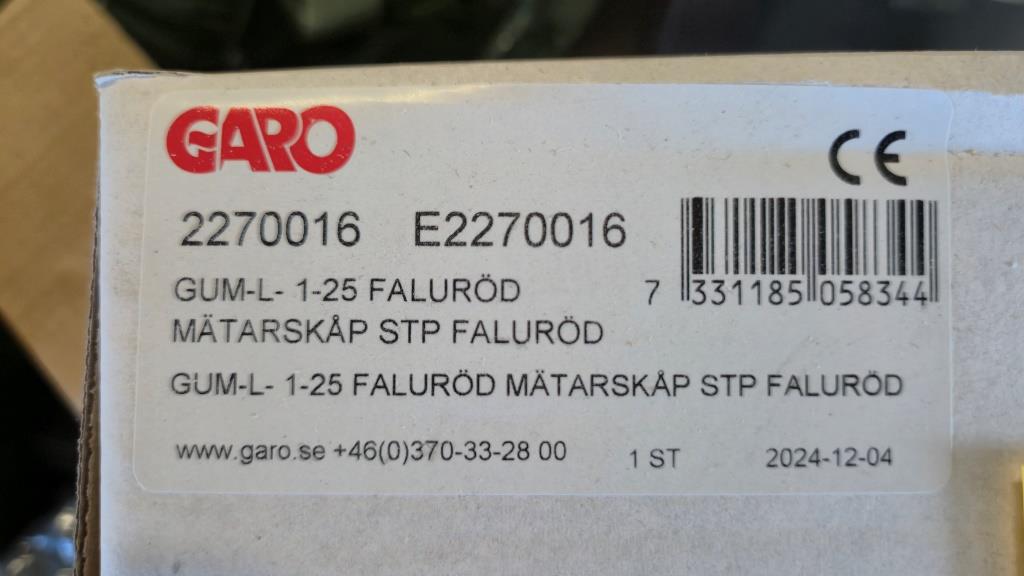 GARO
CE
2270016 E2270016
GUM-L- 1-25 FALURÖD
7 331185 058344
MÄTARSKÅP STP FALURÖD
GUM-L- 1-25 FALURÖD MÄTARSKÅP STP FALURÖD
www.garo.se +46(0)370-33-28 00 1 ST 2024-12-04